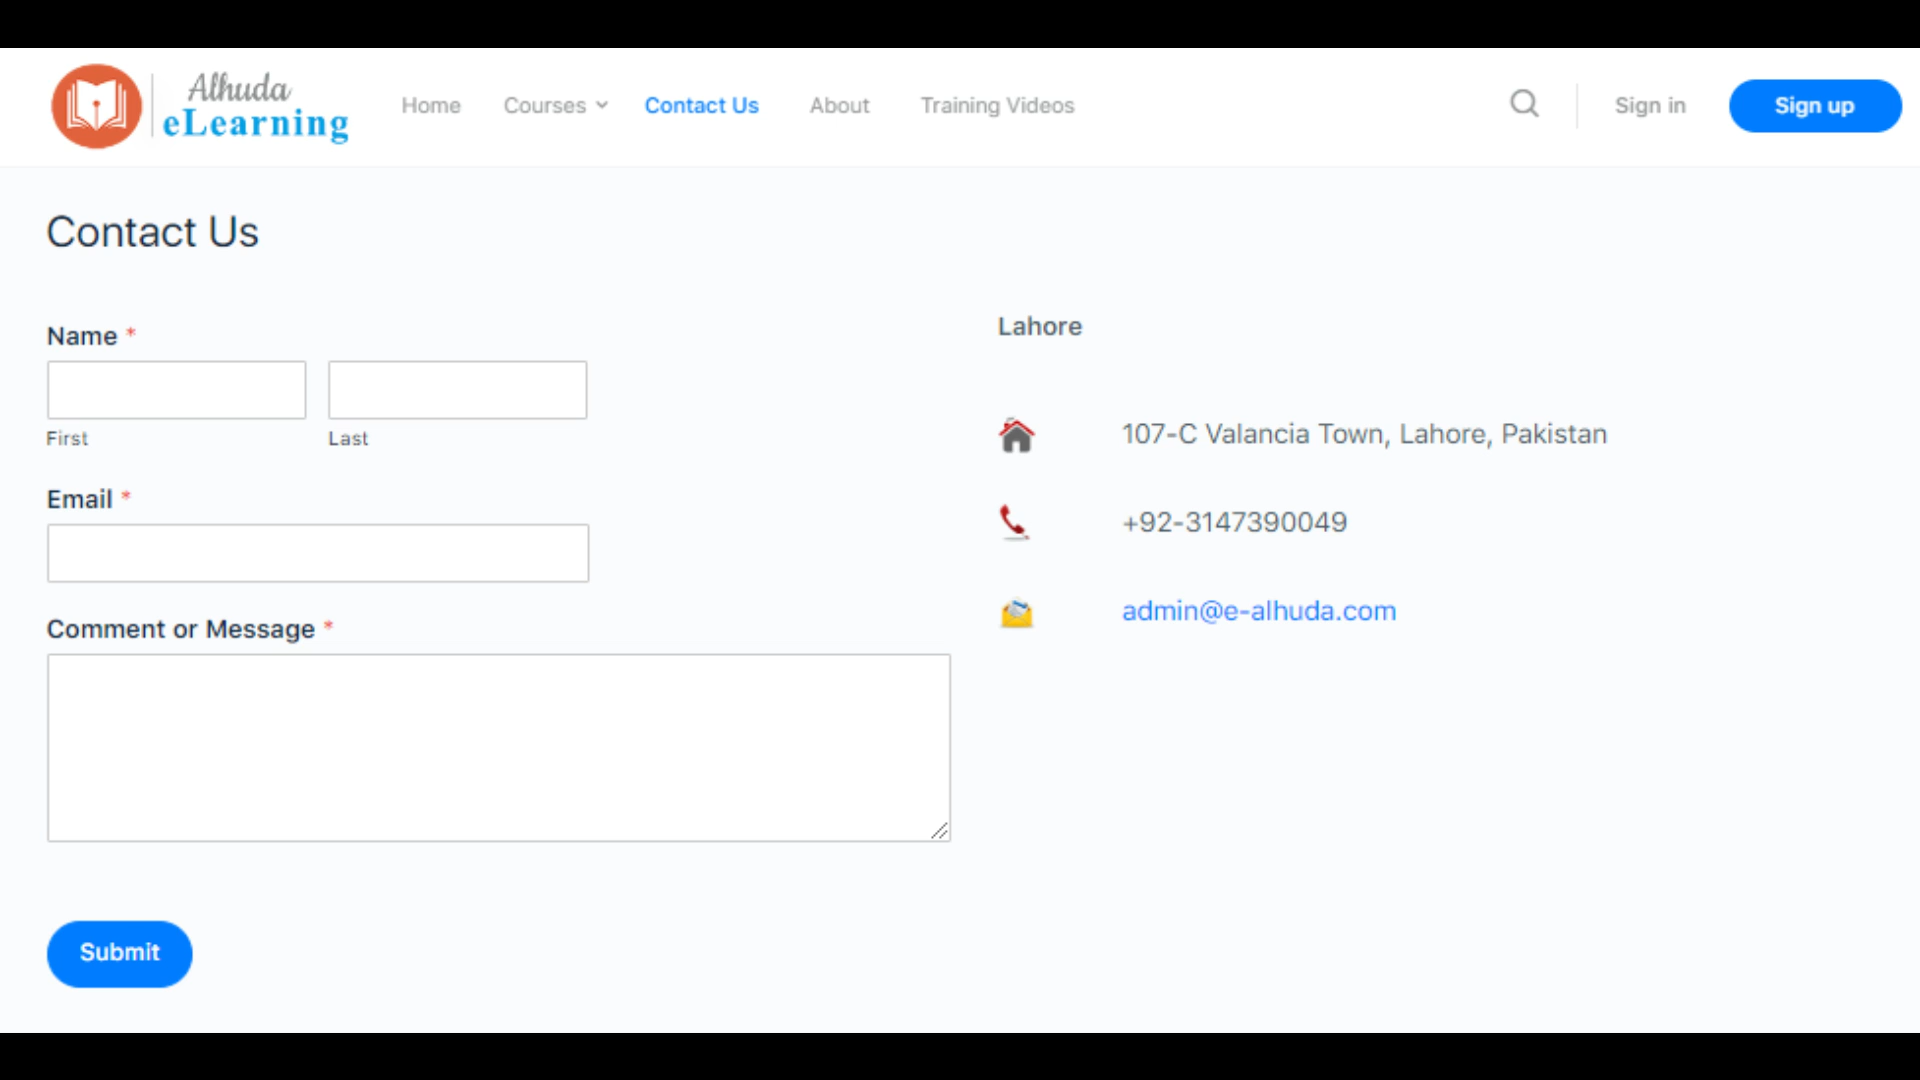 Alhuda
eLearning
Home Courses Contact Us About Training Videos Sign in Sign up
Contact Us
Name *
First Last
Email *
Comment or Message *
Submit
Lahore
107-C Valancia Town, Lahore, Pakistan
+92-3147390049
admin@e-alhuda.com